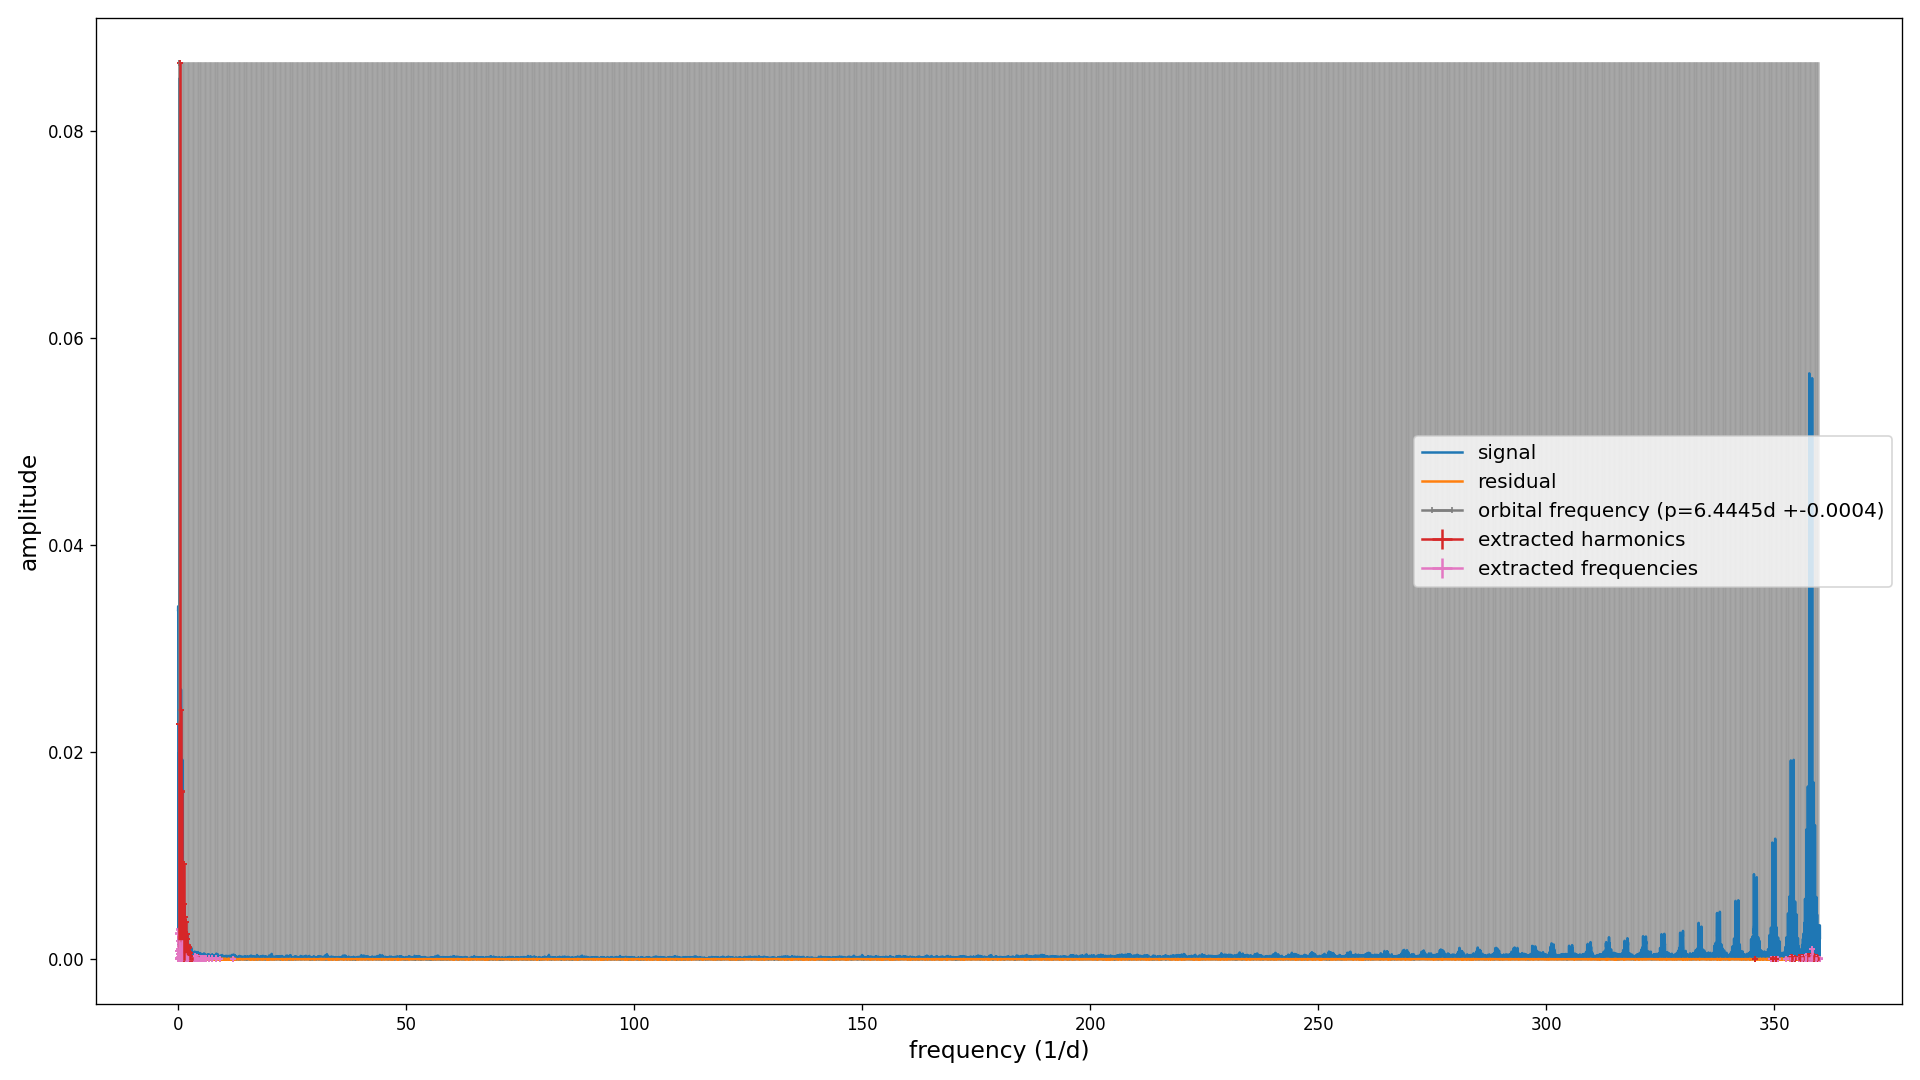 0.08
0.06
0.04
0.02
0.00
amplitude
signal
residual
orbital frequency (p=6.4445d +-0.0004)
extracted harmonics
extracted frequencies
0 50 100 150 200 250 300 350
frequency (1/d)